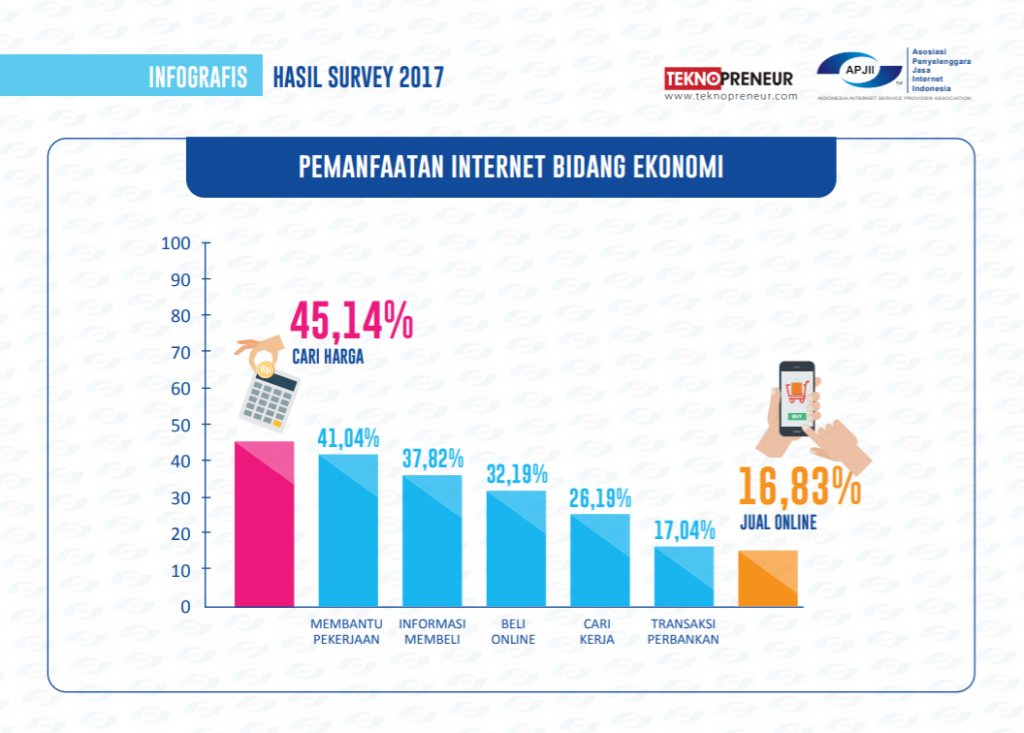 INFOGRAFIS HASIL SURVEY 2017
TEKNOPRENEUR
www.teknopreneur.com
APJII
TM
Asosiasi
Penyelenggara
Jasa
Internet
Indonesia
INDONESIA INTERNET SERVICE PROVIDER ASSOCIATION
PEMANFAATAN INTERNET BIDANG EKONOMI
100
90
80
70
60
50
40
30
20
10
0
45,14%
CARI HARGA
Rp
41,04%
37,82%
32,19%
26,19%
17,04%
BUY
16,83%
JUAL ONLINE
MEMBANTU
PEKERJAAN
INFORMASI
MEMBELI
BELI
ONLINE
CARI
KERJA
TRANSAKSI
PERBANKAN